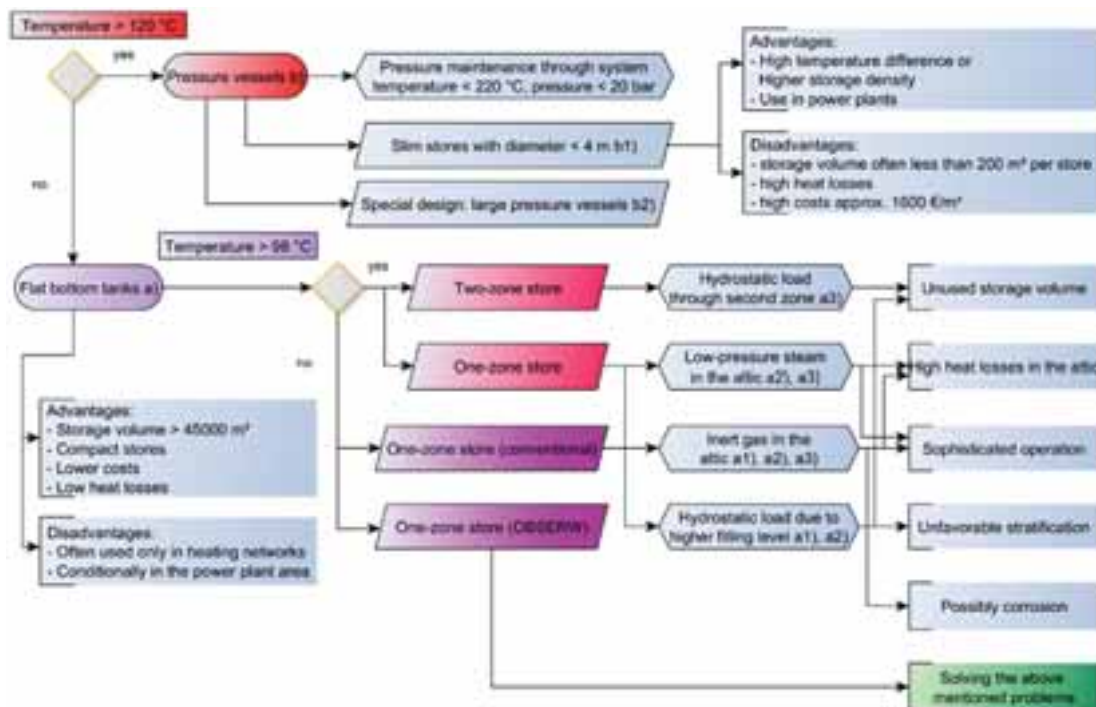 Temperature > 120 °C
yes
Pressure vessels b)
Pressure maintenance through system
temperature < 220 °C, pressure < 20 bar
Advantages:
- High temperature difference or
Higher storage density
- Use in power plants
Slim stores with diameter < 4 m b1)
Disadvantages:
- storage volume often less than 200 m³ per store
- high heat losses
- high costs approx. 1600 €/m³
no
Special design: large pressure vessels b2)
Temperature > 98 °C
Flat bottom tanks a)
yes
Two-zone store
Hydrostatic load
through second zone a3)
Unused storage volume
no
One-zone store
Low-pressure steam
in the attic a2), a3)
High heat losses in the attic
Advantages:
- Storage volume > 45000 m³
- Compact stores
- Lower costs
- Low heat losses
One-zone store (conventional)
Inert gas in the
attic a1), a2), a3)
Sophisticated operation
Disadvantages:
- Often used only in heating networks
- Conditionally in the power plant area
One-zone store (OBSERW)
Hydrostatic load due to
higher filling level a1), a2)
Unfavorable stratification
Possibly corrosion
Solving the above
mentioned problems